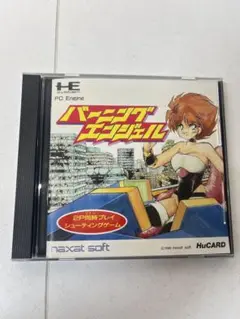 PC Engine
バーニング
エンジェル
2P同時プレイ
シューティングゲーム
naxat soft
HuCARD